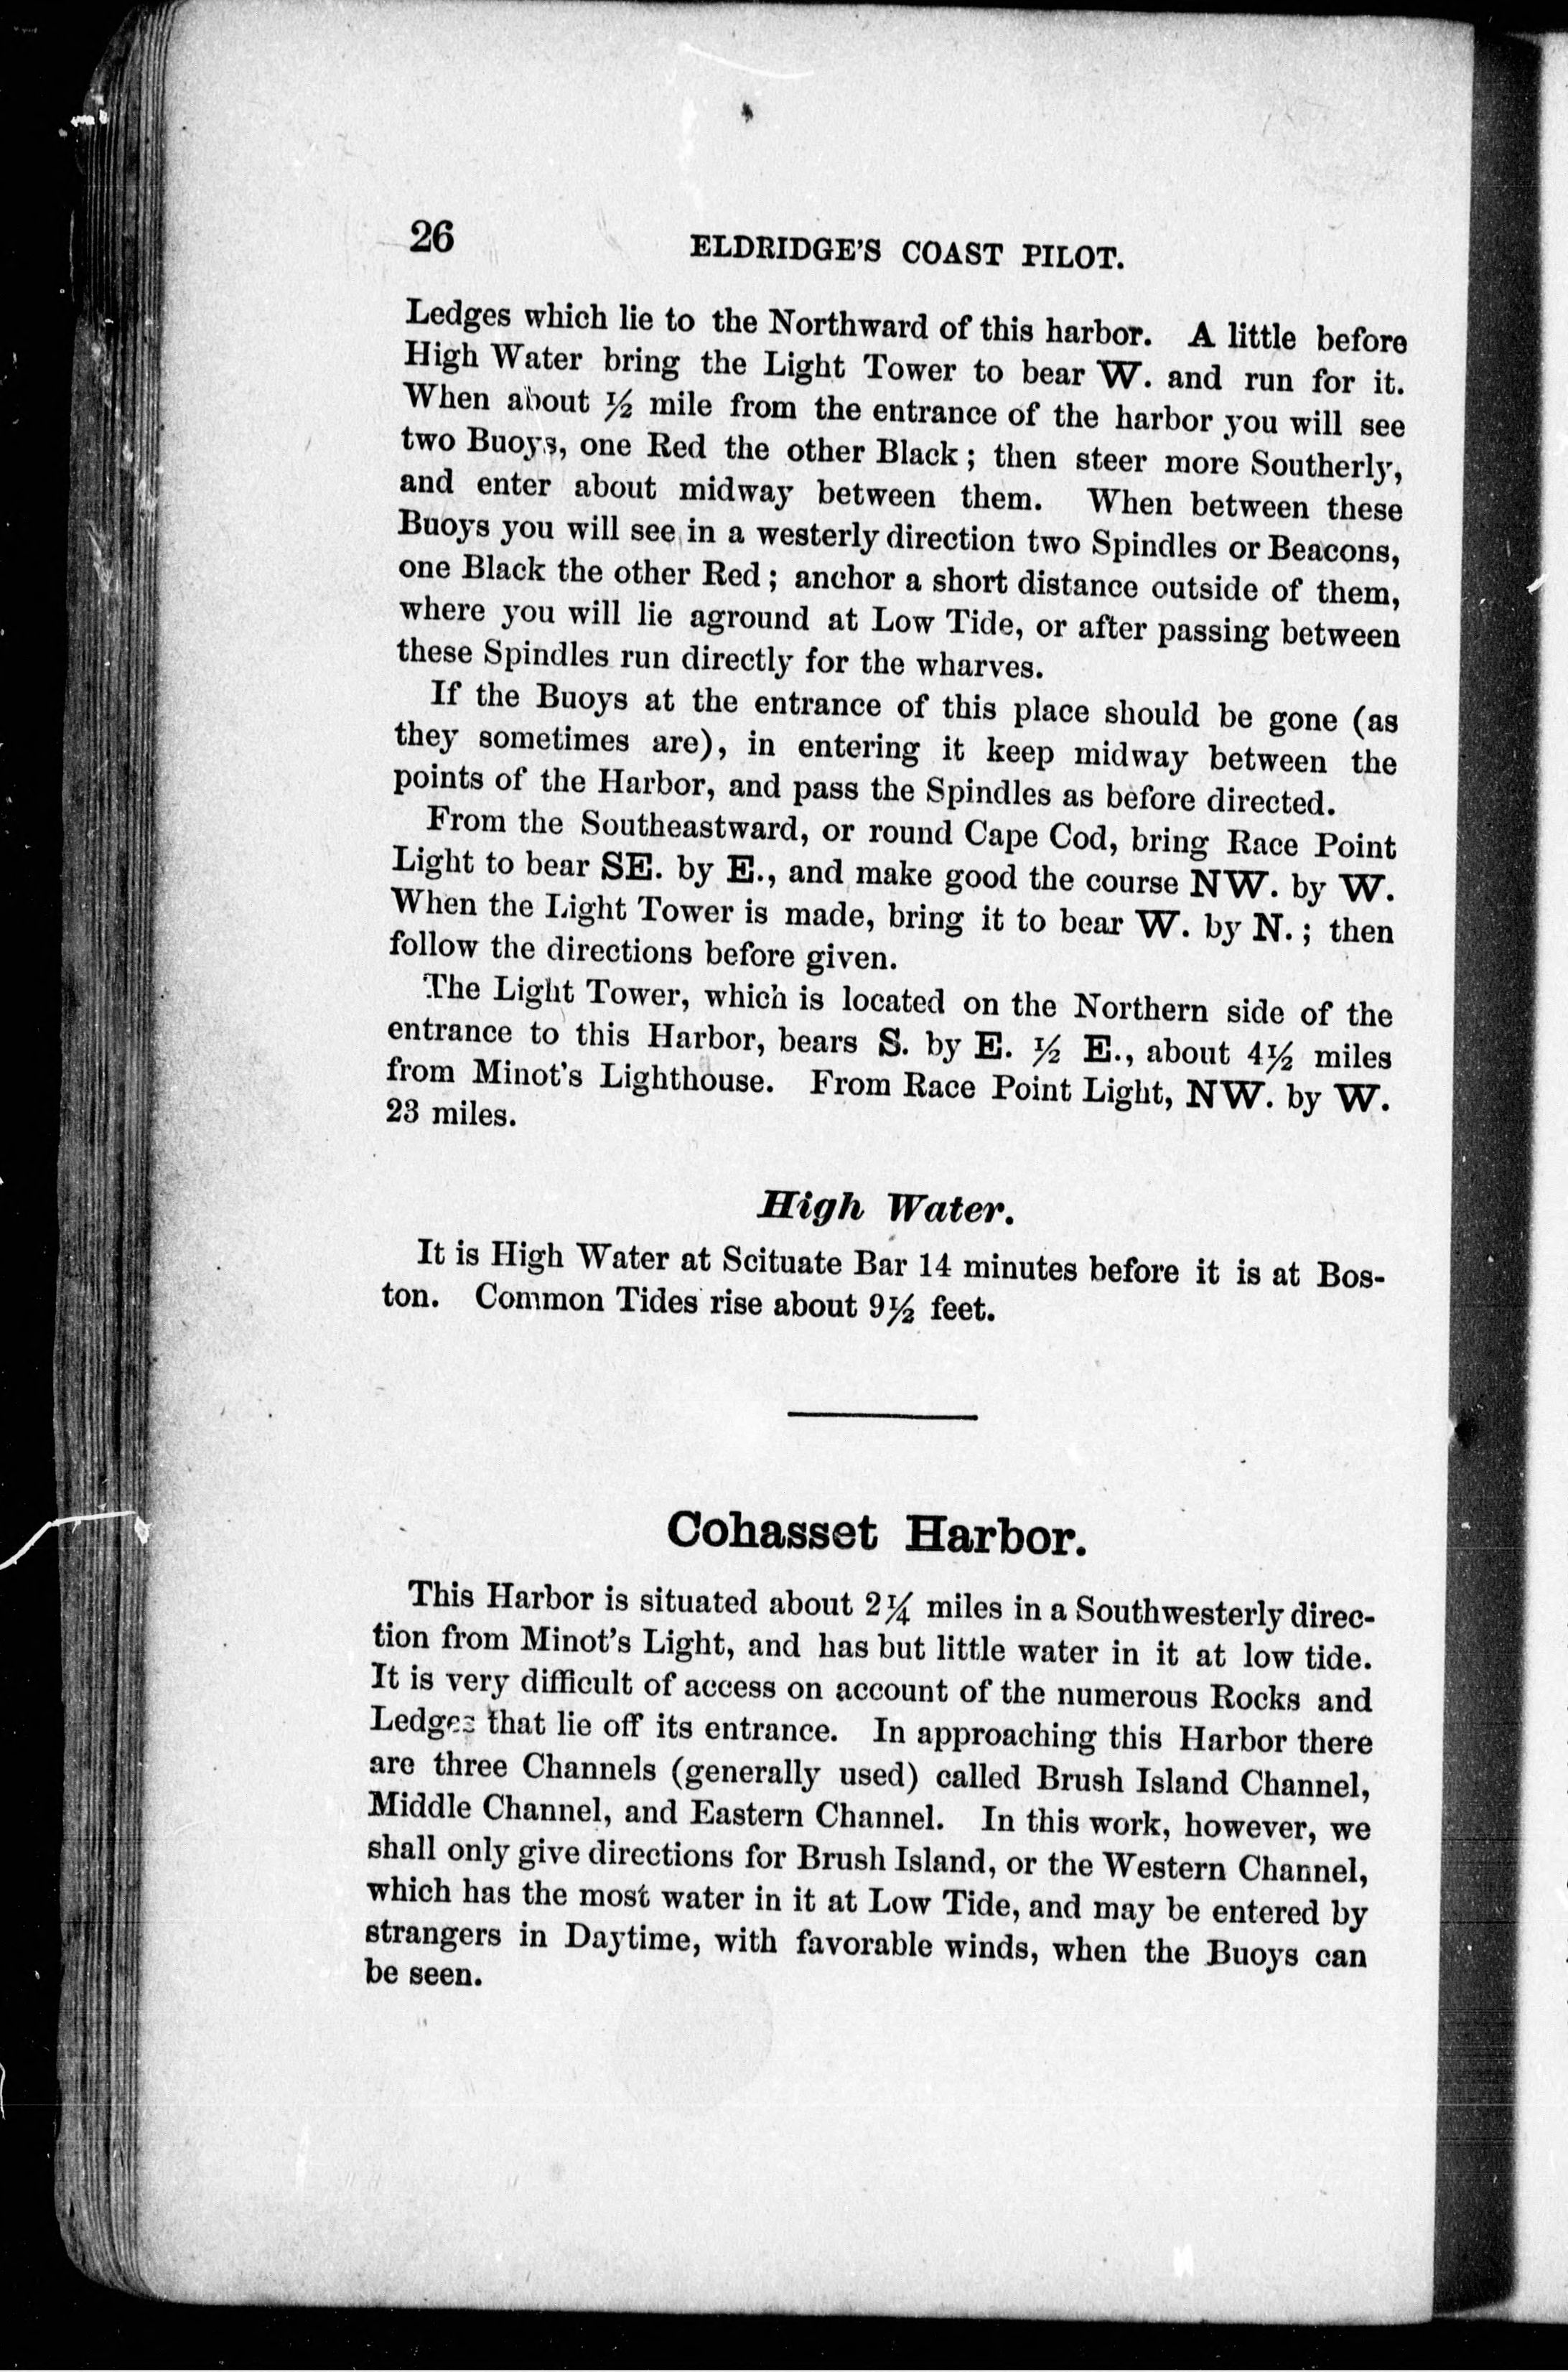 26
ELDRIDGE'S COAST PILOT.
Ledges which lie to the Northward of this harbor. A little before
High Water bring the Light Tower to bear W. and run for it.
When about ½ mile from the entrance of the harbor you will see
two Buoys, one Red the other Black; then steer more Southerly,
and enter about midway between them. When between these
Buoys you will see in a westerly direction two Spindles or Beacons,
one Black the other Red; anchor a short distance outside of them,
where you will lie aground at Low Tide, or after passing between
these Spindles run directly for the wharves.
If the Buoys at the entrance of this place should be gone (as
they sometimes are), in entering it keep midway between the
points of the Harbor, and pass the Spindles as before directed.
From the Southeastward, or round Cape Cod, bring Race Point
Light to bear SE. by E., and make good the course NW. by W.
When the Light Tower is made, bring it to bear W. by N.; then
follow the directions before given.
The Light Tower, which is located on the Northern side of the
entrance to this Harbor, bears S. by E. ½ E., about 4½ miles
from Minot's Lighthouse. From Race Point Light, NW. by W.
23 miles.
High Water.
It is High Water at Scituate Bar 14 minutes before it is at Bos-
ton. Common Tides rise about 9½ feet.
Cohasset Harbor.
This Harbor is situated about 2¼ miles in a Southwesterly direc-
tion from Minot's Light, and has but little water in it at low tide.
It is very difficult of access on account of the numerous Rocks and
Ledges that lie off its entrance. In approaching this Harbor there
are three Channels (generally used) called Brush Island Channel,
Middle Channel, and Eastern Channel. In this work, however, we
shall only give directions for Brush Island, or the Western Channel,
which has the most water in it at Low Tide, and may be entered by
strangers in Daytime, with favorable winds, when the Buoys can
be seen.